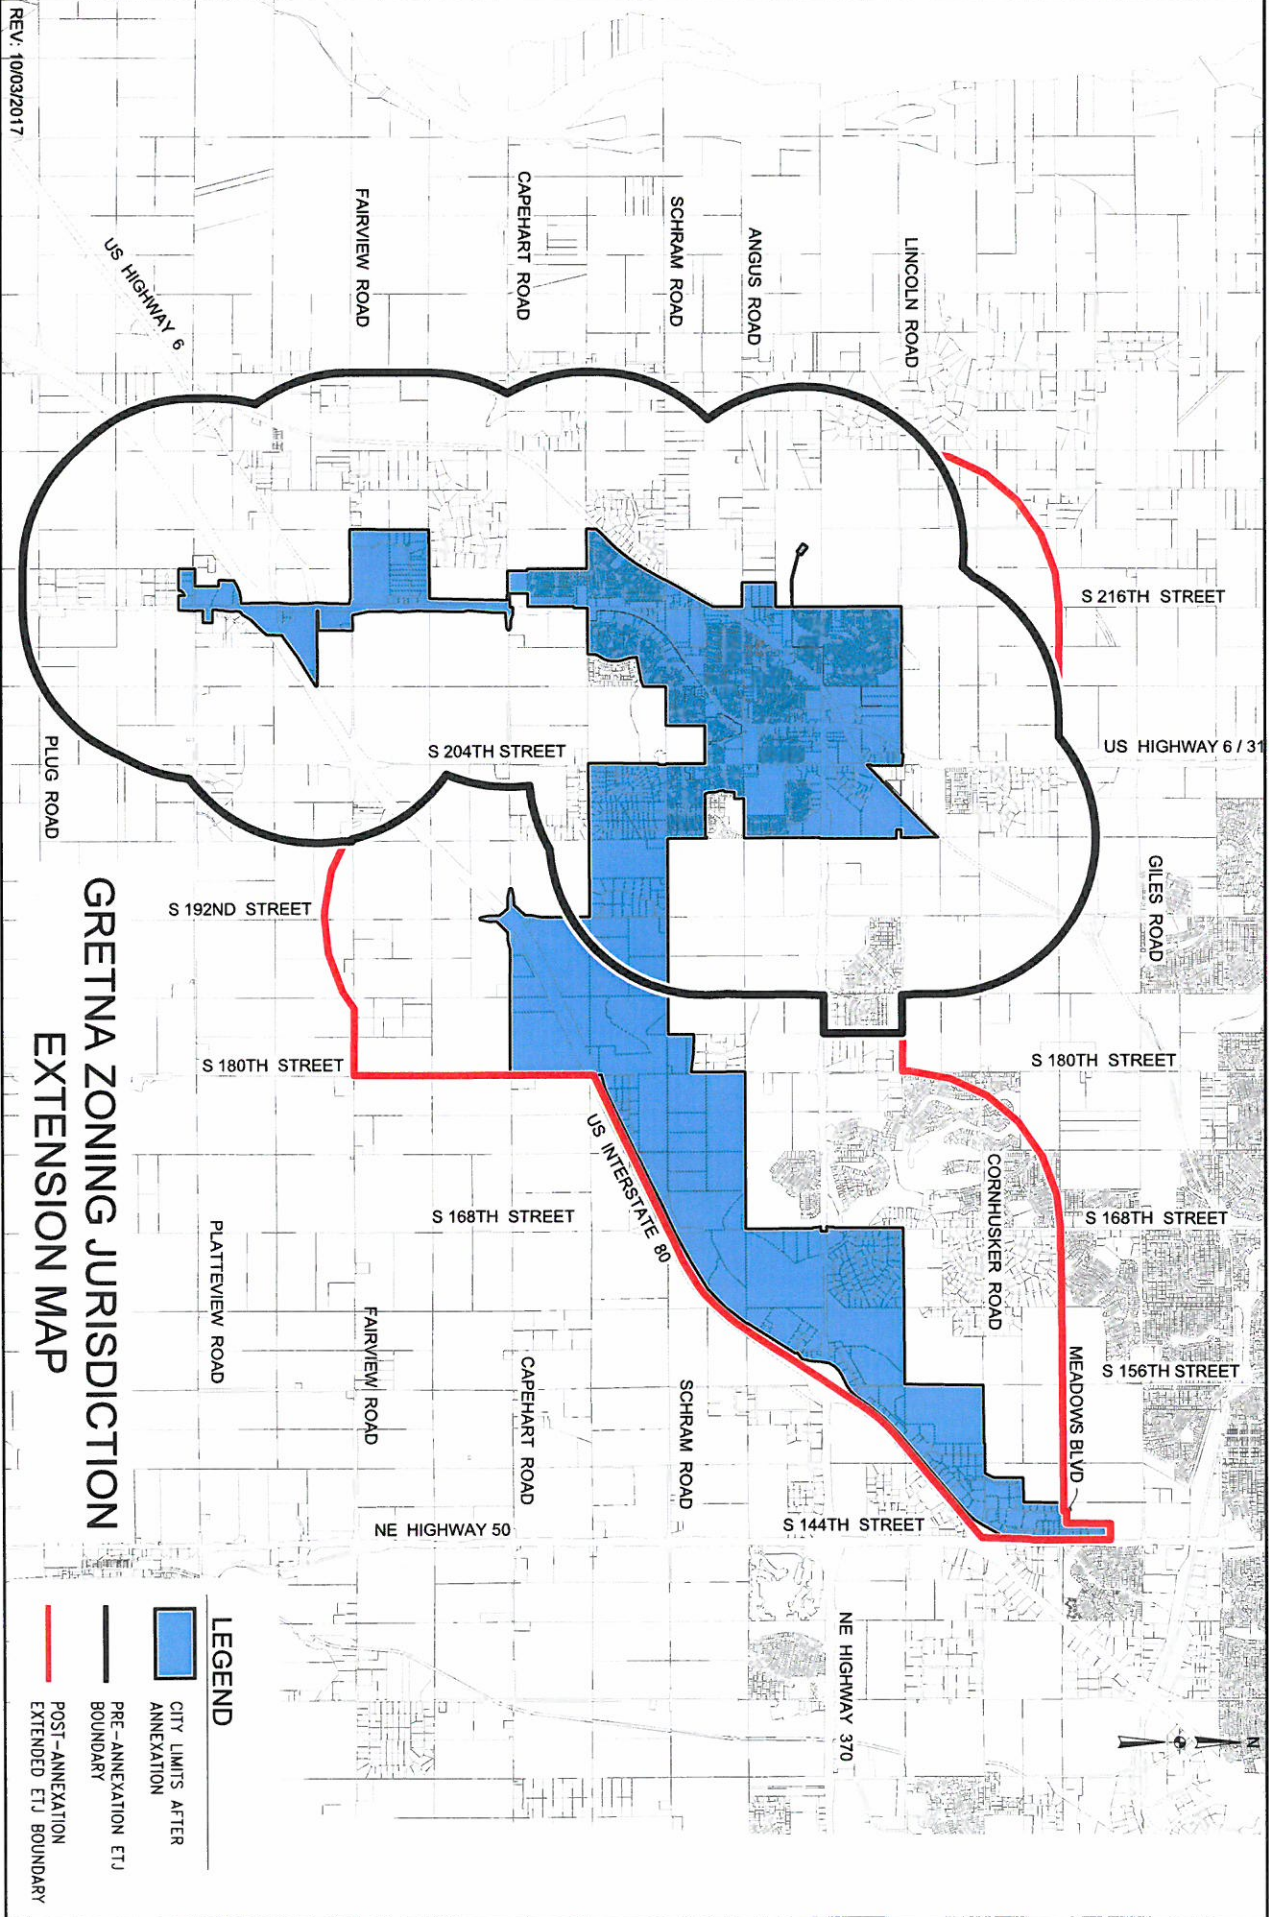 GILES ROAD
CORNHUSKER ROAD
MEADOWS BLVD
LINCOLN ROAD
NE HIGHWAY 370
ANGUS ROAD
SCHRAM ROAD
SCHRAM ROAD
CAPEHART ROAD
CAPEHART ROAD
FAIRVIEW ROAD
FAIRVIEW ROAD
PLATTEVIEW ROAD
PLUG ROAD
US HIGHWAY 6
US INTERSTATE 80
S 216TH STREET
US HIGHWAY 6 / 31
S 204TH STREET
S 192ND STREET
S 180TH STREET
S 180TH STREET
S 168TH STREET
S 168TH STREET
S 156TH STREET
S 144TH STREET
NE HIGHWAY 50
N
GRETNA ZONING JURISDICTION
EXTENSION MAP
LEGEND
CITY LIMITS AFTER
ANNEXATION
PRE-ANNEXATION ETJ
BOUNDARY
POST-ANNEXATION
EXTENDED ETJ BOUNDARY
REV: 10/03/2017